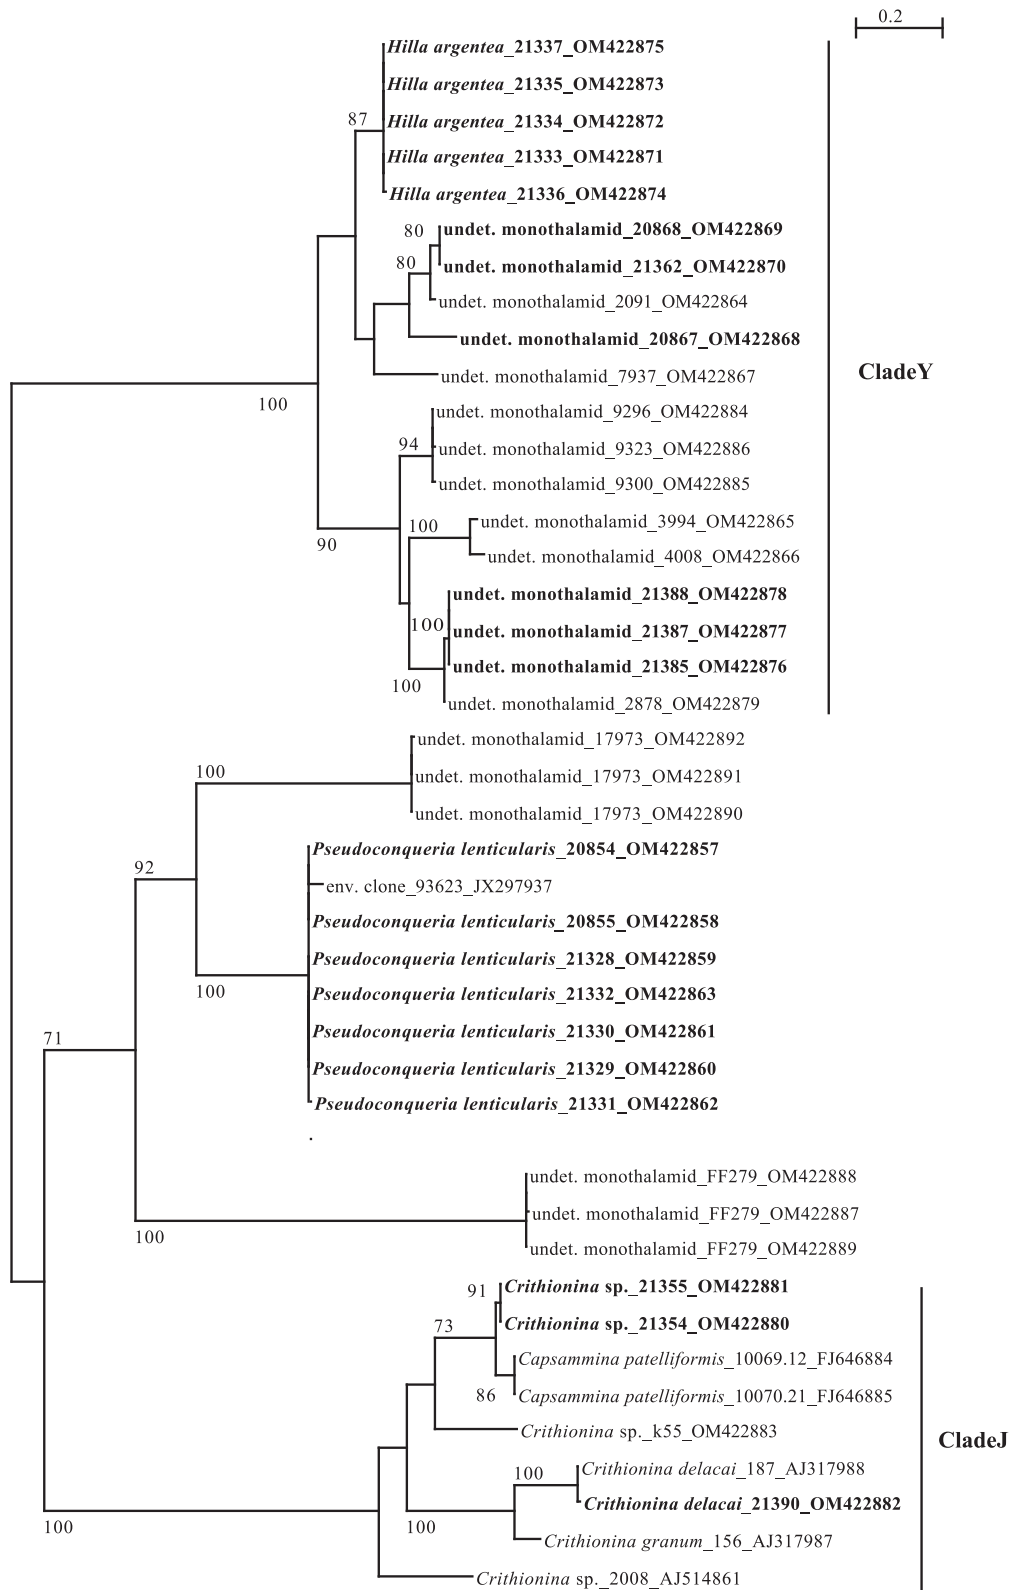 0.2
Hilla argentea_21337_OM422875
Hilla argentea_21335_OM422873
87
Hilla argentea_21334_OM422872
Hilla argentea_21333_OM422871
Hilla argentea_21336_OM422874
80
undet. monothalamid_20868_OM422869
80
undet. monothalamid_21362_OM422870
undet. monothalamid_2091_OM422864
undet. monothalamid_20867_OM422868
CladeY
undet. monothalamid_7937_OM422867
100
undet. monothalamid_9296_OM422884
94
undet. monothalamid_9323_OM422886
undet. monothalamid_9300_OM422885
100
undet. monothalamid_3994_OM422865
90
undet. monothalamid_4008_OM422866
undet. monothalamid_21388_OM422878
100
undet. monothalamid_21387_OM422877
undet. monothalamid_21385_OM422876
100
undet. monothalamid_2878_OM422879
undet. monothalamid_17973_OM422892
100
undet. monothalamid_17973_OM422891
undet. monothalamid_17973_OM422890
Pseudoconqueria lenticularis_20854_OM422857
92
env. clone_93623_JX297937
Pseudoconqueria lenticularis_20855_OM422858
Pseudoconqueria lenticularis_21328_OM422859
100
Pseudoconqueria lenticularis_21332_OM422863
Pseudoconqueria lenticularis_21330_OM422861
71
Pseudoconqueria lenticularis_21329_OM422860
Pseudoconqueria lenticularis_21331_OM422862
.
undet. monothalamid_FF279_OM422888
undet. monothalamid_FF279_OM422887
100
undet. monothalamid_FF279_OM422889
91
Crithionina sp._21355_OM422881
73
Crithionina sp._21354_OM422880
Capsammina patelliformis_10069.12_FJ646884
86
Capsammina patelliformis_10070.21_FJ646885
Crithionina sp._k55_OM422883
CladeJ
100
Crithionina delacai_187_AJ317988
Crithionina delacai_21390_OM422882
100
100
Crithionina granum_156_AJ317987
Crithionina sp._2008_AJ514861